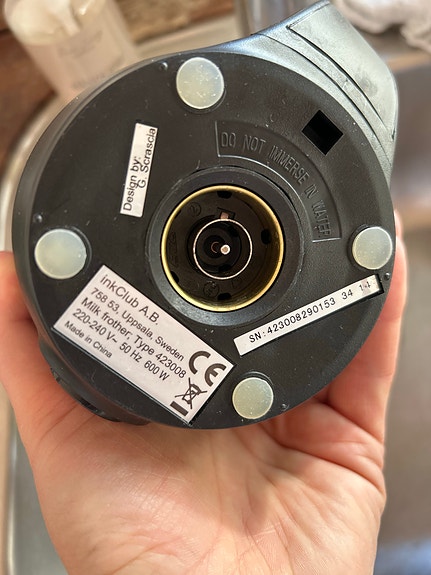 Design by:
G. Scrascia
DO NOT IMMERSE IN WATER
inkClub A.B.
758 53, Uppsala, Sweden
Milk frother, Type 423008
220-240 V~ 50 Hz 600 W
Made in China
CE
SN:423008290153 34 14